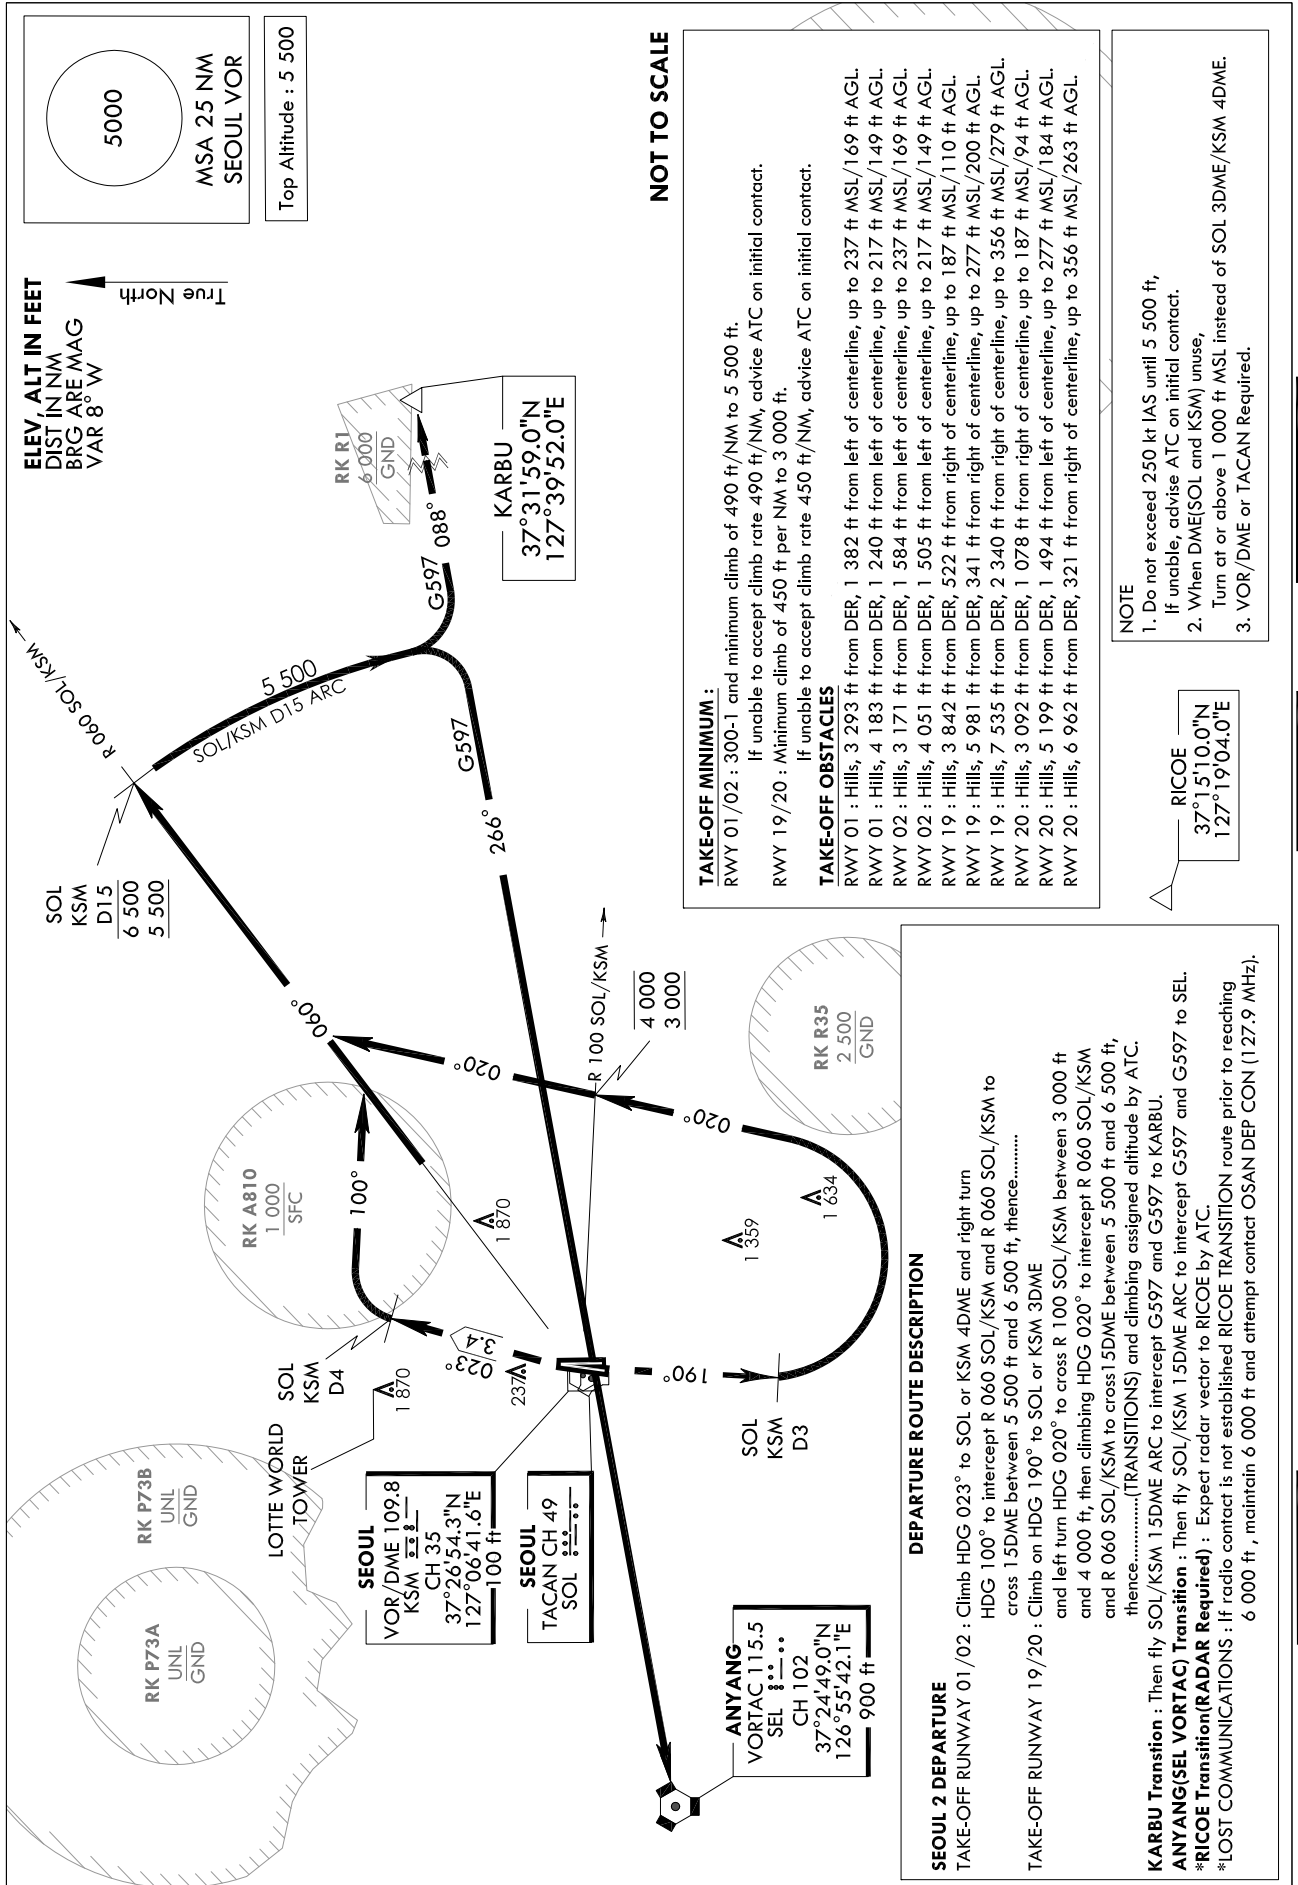 ELEV, ALT IN FEET
DIST IN NM
BRG ARE MAG
VAR 8° W
True North
5000
MSA 25 NM
SEOUL VOR
Top Altitude : 5 500
RK P73A
UNL
GND
RK P73B
UNL
GND
LOTTE WORLD
TOWER
1 870
SOL
KSM
D4
RK A810
1 000
SFC
100°
023°
3.4
237
1 870
SOL
KSM
D15
6 500
5 500
R 060 SOL/KSM
060°
5 500
SOL/KSM D15 ARC
G597
266°
G597
088°
RK R1
6 000
GND
KARBU
37°31'59.0"N
127°39'52.0"E
SEOUL
VOR/DME 109.8
KSM
CH 35
37°26'54.3"N
127°06'41.6"E
100 ft
SEOUL
TACAN CH 49
SOL
ANYANG
VORTAC 115.5
SEL
CH 102
37°24'49.0"N
126°55'42.1"E
900 ft
190°
SOL
KSM
D3
1 359
1 634
020°
020°
R 100 SOL/KSM
4 000
3 000
RK R35
2 500
GND
NOT TO SCALE
TAKE-OFF MINIMUM :
RWY 01/02 : 300-1 and minimum climb of 490 ft/NM to 5 500 ft.
If unable to accept climb rate 490 ft/NM, advice ATC on initial contact.
RWY 19/20 : Minimum climb of 450 ft per NM to 3 000 ft.
If unable to accept climb rate 450 ft/NM, advice ATC on initial contact.
TAKE-OFF OBSTACLES
RWY 01 : Hills, 3 293 ft from DER, 1 382 ft from left of centerline, up to 237 ft MSL/169 ft AGL.
RWY 01 : Hills, 4 183 ft from DER, 1 240 ft from left of centerline, up to 217 ft MSL/149 ft AGL.
RWY 02 : Hills, 3 171 ft from DER, 1 584 ft from left of centerline, up to 237 ft MSL/169 ft AGL.
RWY 02 : Hills, 4 051 ft from DER, 1 505 ft from left of centerline, up to 217 ft MSL/149 ft AGL.
RWY 19 : Hills, 3 842 ft from DER, 522 ft from right of centerline, up to 187 ft MSL/110 ft AGL.
RWY 19 : Hills, 5 981 ft from DER, 341 ft from right of centerline, up to 277 ft MSL/200 ft AGL.
RWY 19 : Hills, 7 535 ft from DER, 2 340 ft from right of centerline, up to 356 ft MSL/279 ft AGL.
RWY 20 : Hills, 3 092 ft from DER, 1 078 ft from right of centerline, up to 187 ft MSL/94 ft AGL.
RWY 20 : Hills, 5 199 ft from DER, 1 494 ft from left of centerline, up to 277 ft MSL/184 ft AGL.
RWY 20 : Hills, 6 962 ft from DER, 321 ft from right of centerline, up to 356 ft MSL/263 ft AGL.
NOTE
1. Do not exceed 250 kt IAS until 5 500 ft,
If unable, advise ATC on initial contact.
2. When DME(SOL and KSM) unuse,
Turn at or above 1 000 ft MSL instead of SOL 3DME/KSM 4DME.
3. VOR/DME or TACAN Required.
RICOE
37°15'10.0"N
127°19'04.0"E
DEPARTURE ROUTE DESCRIPTION
SEOUL 2 DEPARTURE
TAKE-OFF RUNWAY 01/02 : Climb HDG 023° to SOL or KSM 4DME and right turn
HDG 100° to intercept R 060 SOL/KSM and R 060 SOL/KSM to
cross 15DME between 5 500 ft and 6 500 ft, thence..........
TAKE-OFF RUNWAY 19/20 : Climb on HDG 190° to SOL or KSM 3DME
and left turn HDG 020° to cross R 100 SOL/KSM between 3 000 ft
and 4 000 ft, then climbing HDG 020° to intercept R 060 SOL/KSM
and R 060 SOL/KSM to cross15DME between 5 500 ft and 6 500 ft,
thence............(TRANSITIONS) and climbing assigned altitude by ATC.
KARBU Transtion : Then fly SOL/KSM 15DME ARC to intercept G597 and G597 to KARBU.
ANYANG(SEL VORTAC) Transition : Then fly SOL/KSM 15DME ARC to intercept G597 and G597 to SEL.
*RICOE Transition(RADAR Required) : Expect radar vector to RICOE by ATC.
*LOST COMMUNICATIONS : If radio contact is not established RICOE TRANSITION route prior to reaching
6 000 ft , maintain 6 000 ft and attempt contact OSAN DEP CON (127.9 MHz).